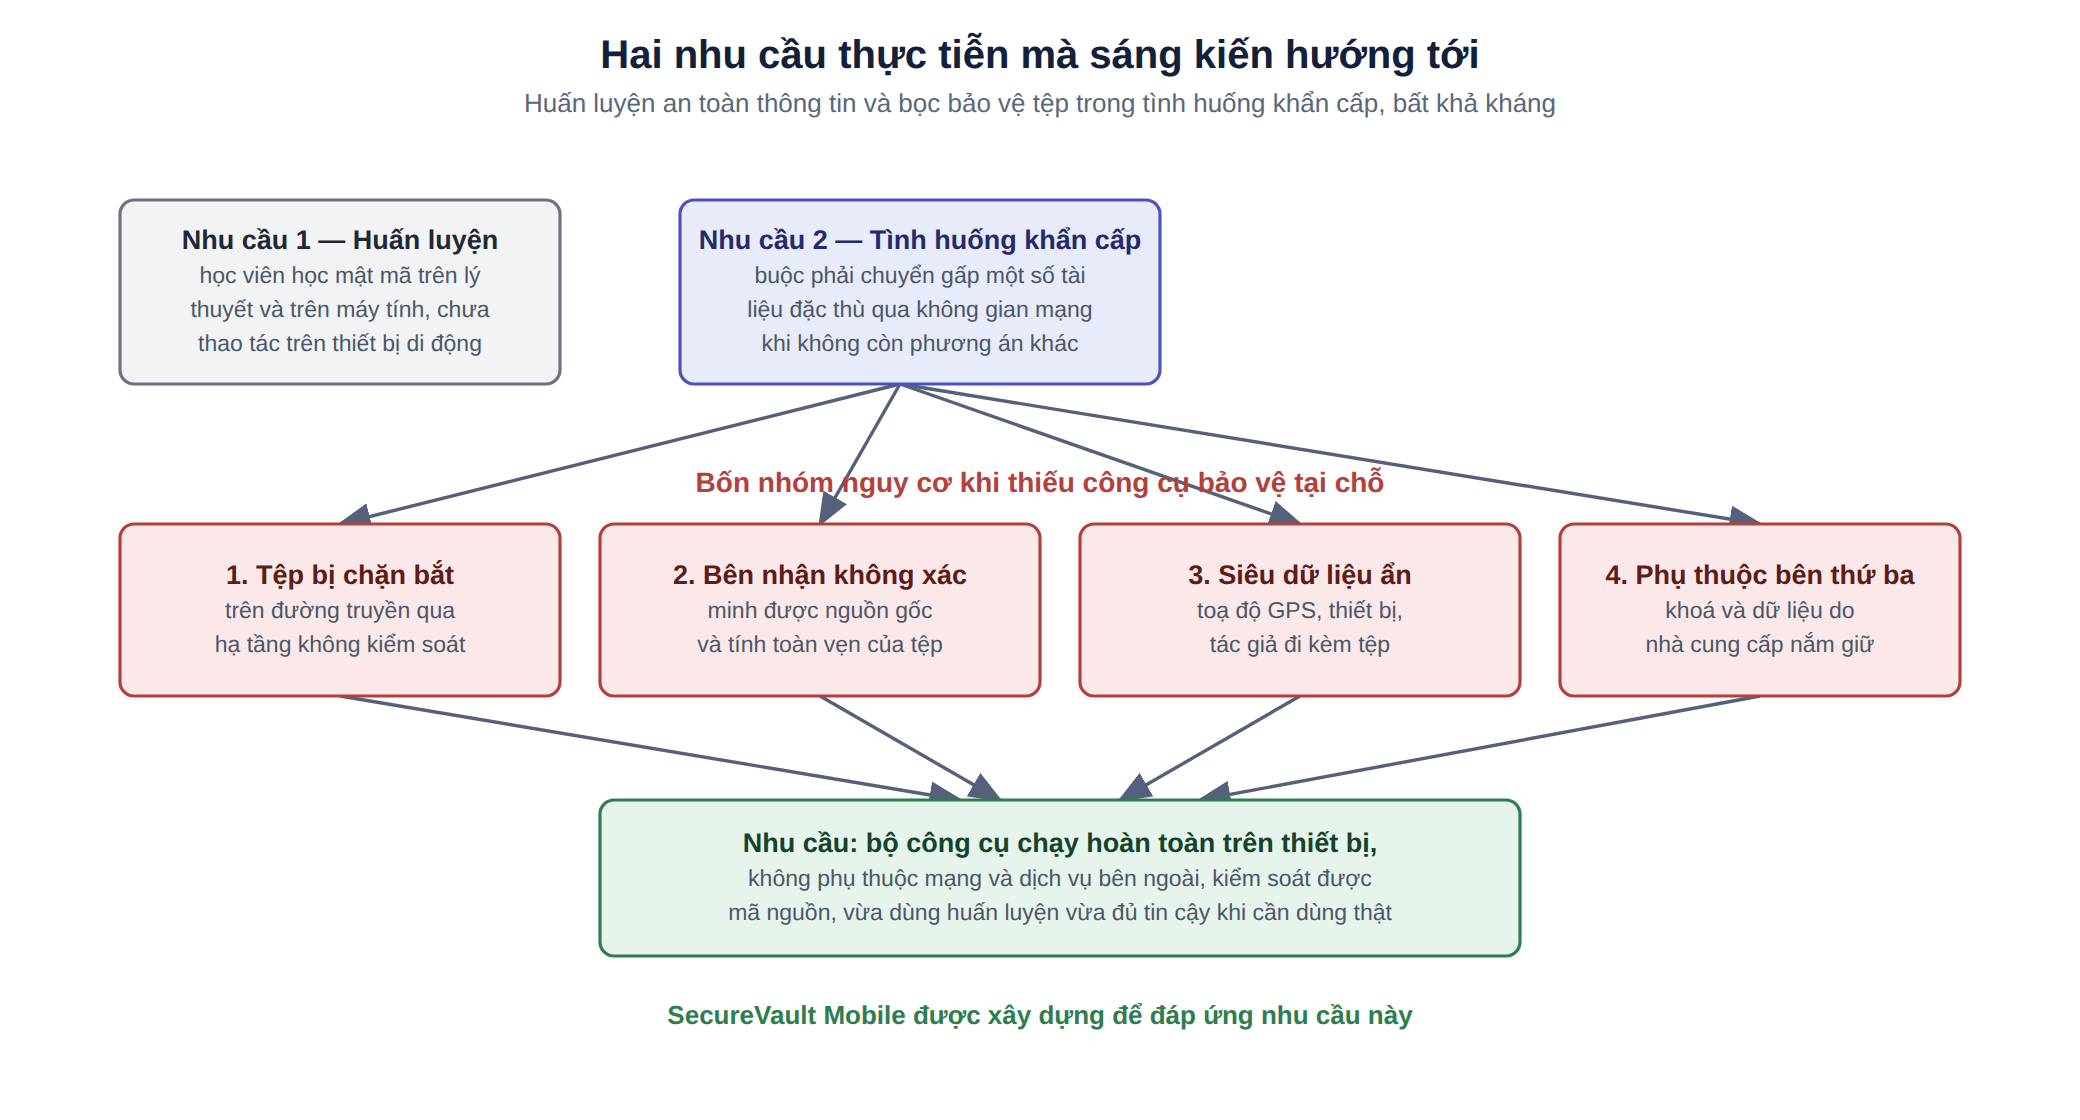 Hai nhu cầu thực tiễn mà sáng kiến hướng tới
Huấn luyện an toàn thông tin và bọc bảo vệ tệp trong tình huống khẩn cấp, bất khả kháng
Nhu cầu 1 — Huấn luyện
học viên học mật mã trên lý
thuyết và trên máy tính, chưa
thao tác trên thiết bị di động
Nhu cầu 2 — Tình huống khẩn cấp
buộc phải chuyển gấp một số tài
liệu đặc thù qua không gian mạng
khi không còn phương án khác
Bốn nhóm nguy cơ khi thiếu công cụ bảo vệ tại chỗ
1. Tệp bị chặn bắt
trên đường truyền qua
hạ tầng không kiểm soát
2. Bên nhận không xác
minh được nguồn gốc
và tính toàn vẹn của tệp
3. Siêu dữ liệu ẩn
toạ độ GPS, thiết bị,
tác giả đi kèm tệp
4. Phụ thuộc bên thứ ba
khoá và dữ liệu do
nhà cung cấp nắm giữ
Nhu cầu: bộ công cụ chạy hoàn toàn trên thiết bị,
không phụ thuộc mạng và dịch vụ bên ngoài, kiểm soát được
mã nguồn, vừa dùng huấn luyện vừa đủ tin cậy khi cần dùng thật
SecureVault Mobile được xây dựng để đáp ứng nhu cầu này